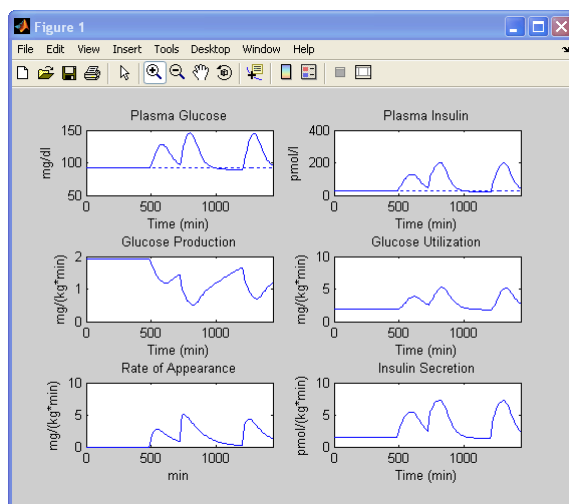 Figure 1
File Edit View Insert Tools Desktop Window Help
Plasma Glucose
150
100
50
mg/dl
0 500 1000
Time (min)
Plasma Insulin
400
200
0
pmol/l
0 500 1000
Time (min)
Glucose Production
2
1
0
mg/(kg*min)
0 500 1000
Time (min)
Glucose Utilization
10
5
0
mg/(kg*min)
0 500 1000
Time (min)
Rate of Appearance
10
5
0
mg/(kg*min)
0 500 1000
min
Insulin Secretion
10
5
0
pmol/(kg*min)
0 500 1000
Time (min)